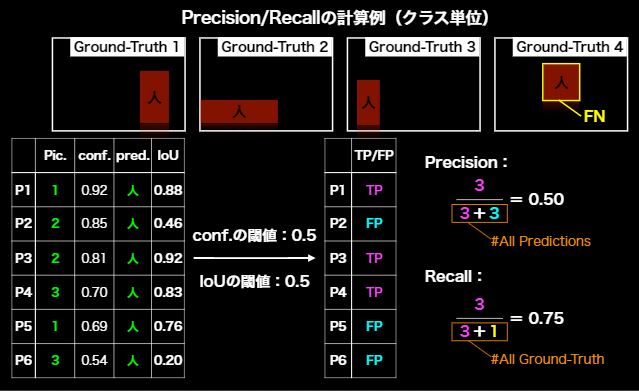 Precision/Recallの計算例（クラス単位）
Ground-Truth 1
Ground-Truth 2
Ground-Truth 3
Ground-Truth 4
人
人
人
人
FN
Pic. conf. pred. IoU
P1 1 0.92 人 0.88
P2 2 0.85 人 0.46
P3 2 0.81 人 0.92
P4 3 0.70 人 0.83
P5 1 0.69 人 0.76
P6 3 0.54 人 0.20
conf.の閾値：0.5
IoUの閾値：0.5
TP/FP
P1 TP
P2 FP
P3 TP
P4 TP
P5 FP
P6 FP
Precision：
3
3+3
= 0.50
#All Predictions
Recall：
3
3+1
= 0.75
#All Ground-Truth